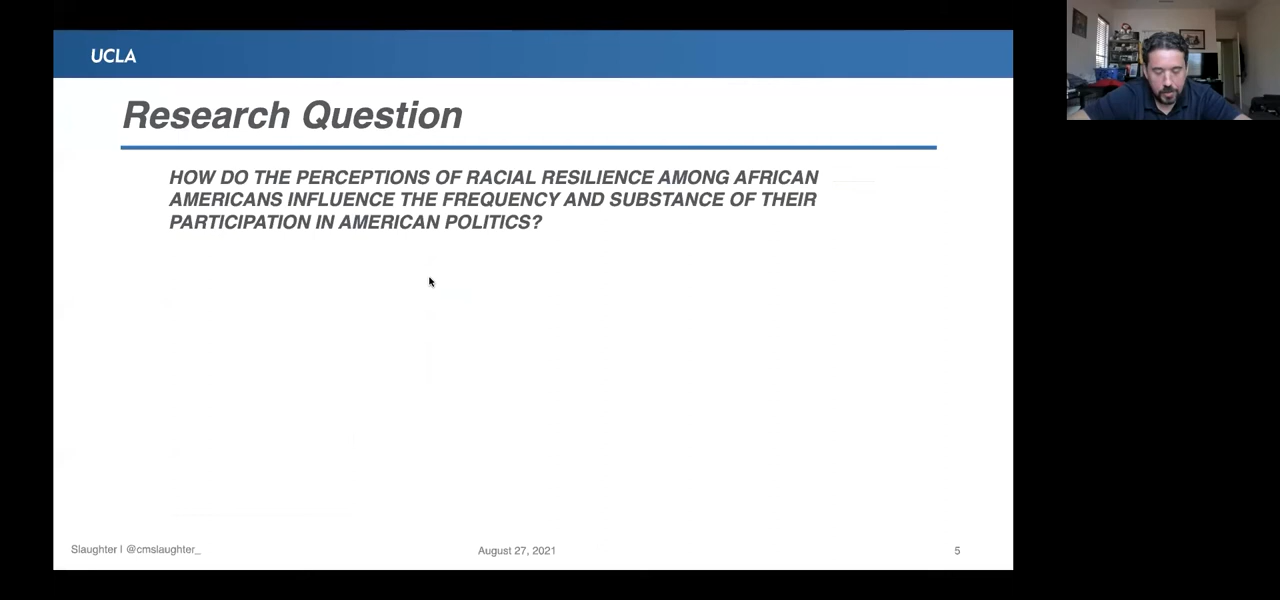 UCLA
Research Question
HOW DO THE PERCEPTIONS OF RACIAL RESILIENCE AMONG AFRICAN
AMERICANS INFLUENCE THE FREQUENCY AND SUBSTANCE OF THEIR
PARTICIPATION IN AMERICAN POLITICS?
Slaughter | @cmslaughter_
August 27, 2021
5